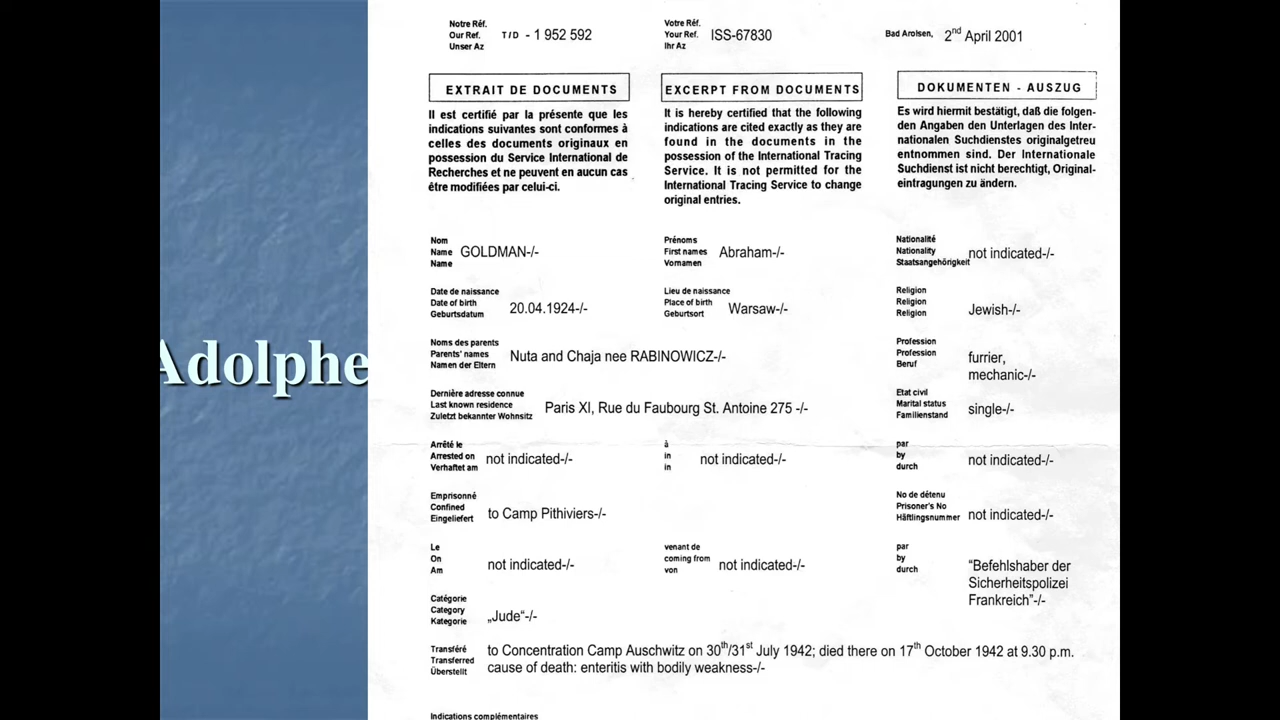 Adolphe
Notre Réf.
Our Ref. T/D - 1 952 592
Unser Az
Votre Réf.
Your Ref. ISS-67830
Ihr Az
Bad Arolsen, 2nd April 2001
EXTRAIT DE DOCUMENTS
Il est certifié par la présente que les
indications suivantes sont conformes à
celles des documents originaux en
possession du Service International de
Recherches et ne peuvent en aucun cas
être modifiées par celui-ci.
EXCERPT FROM DOCUMENTS
It is hereby certified that the following
indications are cited exactly as they are
found in the documents in the
possession of the International Tracing
Service. It is not permitted for the
International Tracing Service to change
original entries.
DOKUMENTEN - AUSZUG
Es wird hiermit bestätigt, daß die folgen-
den Angaben den Unterlagen des Inter-
nationalen Suchdienstes originalgetreu
entnommen sind. Der Internationale
Suchdienst ist nicht berechtigt, Original-
eintragungen zu ändern.
Nom
Name GOLDMAN-/-
Name
Prénoms
First names Abraham-/-
Vornamen
Nationalité
Nationality not indicated-/-
Staatsangehörigkeit
Date de naissance
Date of birth 20.04.1924-/-
Geburtsdatum
Lieu de naissance
Place of birth Warsaw-/-
Geburtsort
Religion
Religion Jewish-/-
Religion
Noms des parents
Parents' names Nuta and Chaja nee RABINOWICZ-/-
Namen der Eltern
Profession
Profession furrier,
Beruf mechanic-/-
Dernière adresse connue
Last known residence Paris XI, Rue du Faubourg St. Antoine 275 -/-
Zuletzt bekannter Wohnsitz
Etat civil
Marital status single-/-
Familienstand
Arrêté le
Arrested on not indicated-/-
Verhaftet am
à
in not indicated-/-
in
par
by not indicated-/-
durch
Emprisonné
Confined to Camp Pithiviers-/-
Eingeliefert
No de détenu
Prisoner's No not indicated-/-
Häftlingsnummer
Le
On not indicated-/-
Am
venant de
coming from not indicated-/-
von
par
by "Befehlshaber der
durch Sicherheitspolizei
Frankreich"-/-
Catégorie
Category „Jude“-/-
Kategorie
Transféré to Concentration Camp Auschwitz on 30th/31st July 1942; died there on 17th October 1942 at 9.30 p.m.
Transferred cause of death: enteritis with bodily weakness-/-
Überstellt
Indications complémentaires